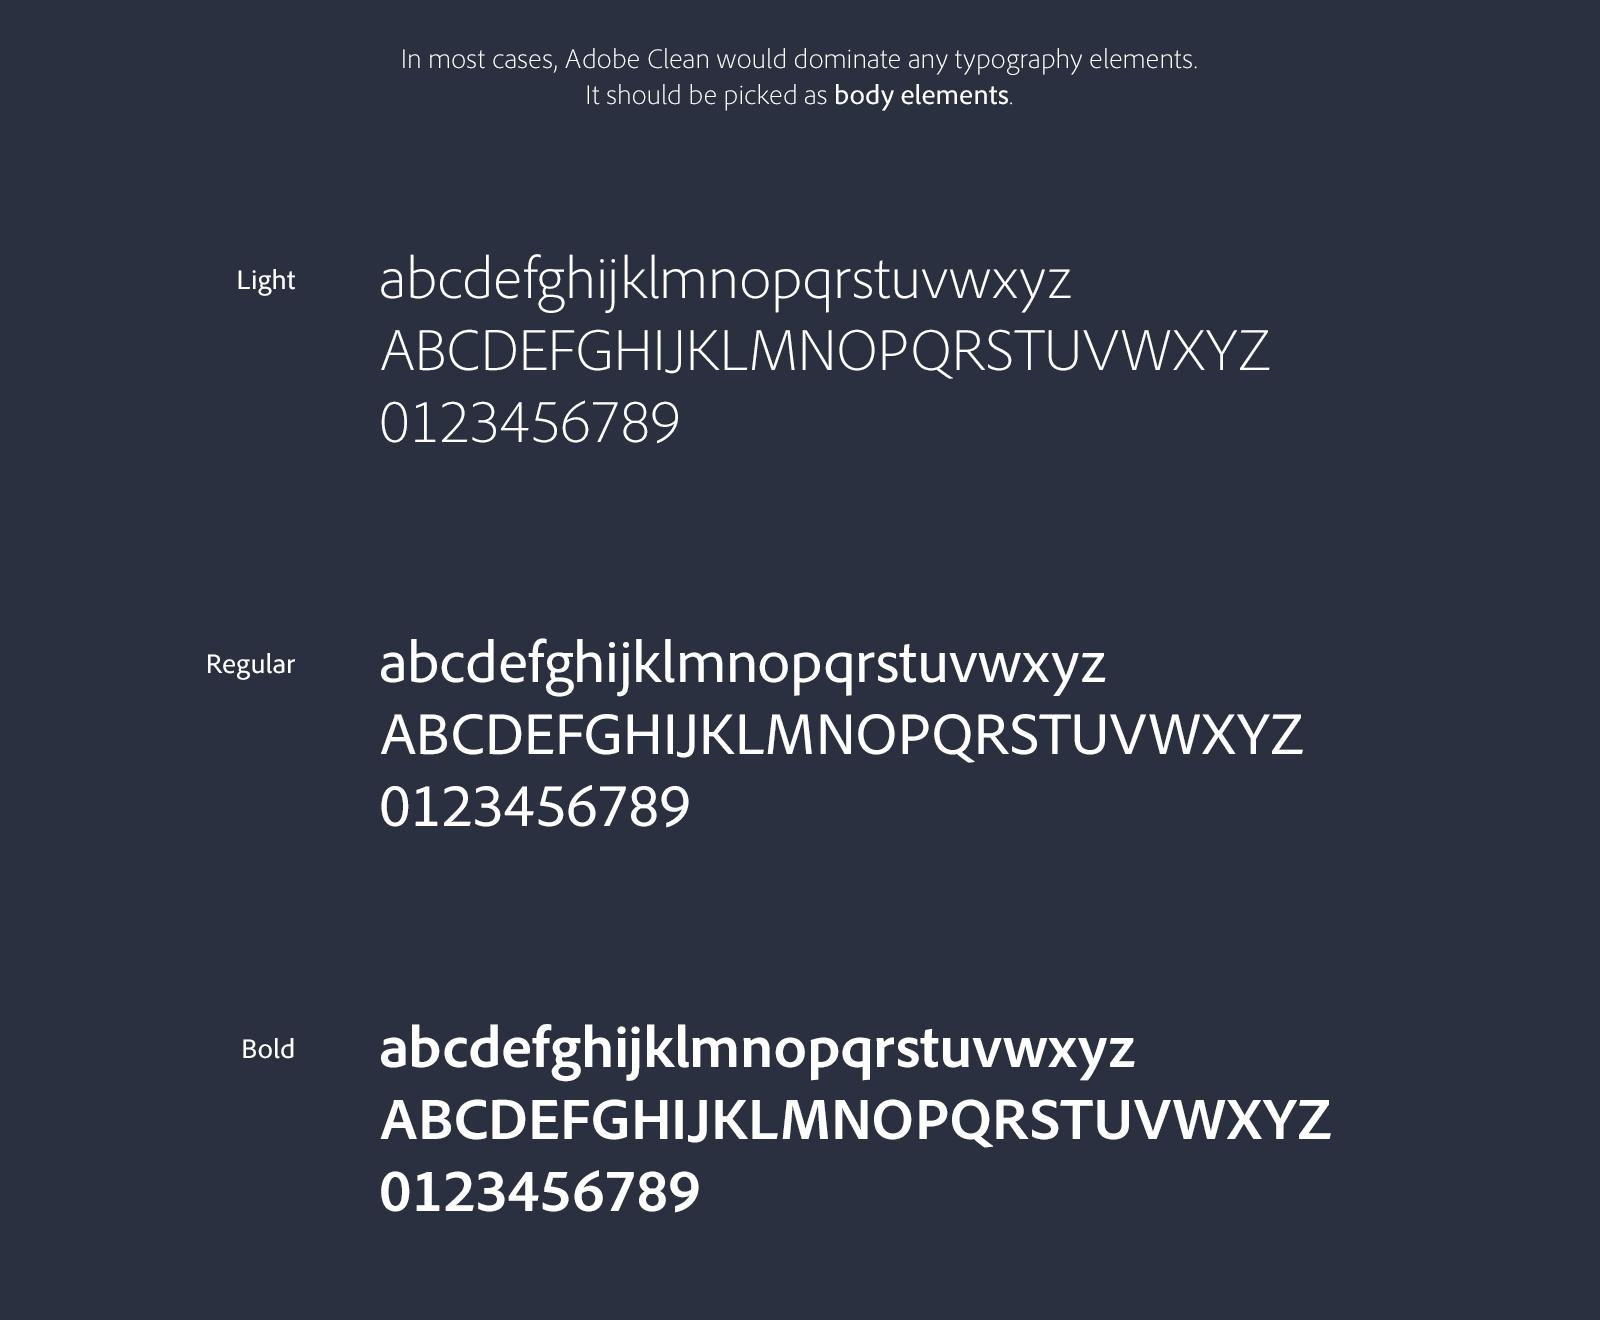 In most cases, Adobe Clean would dominate any typography elements.
It should be picked as body elements.
Light
abcdefghijklmnopqrstuvwxyz
ABCDEFGHIJKLMNOPQRSTUVWXYZ
0123456789
Regular
abcdefghijklmnopqrstuvwxyz
ABCDEFGHIJKLMNOPQRSTUVWXYZ
0123456789
Bold
abcdefghijklmnopqrstuvwxyz
ABCDEFGHIJKLMNOPQRSTUVWXYZ
0123456789